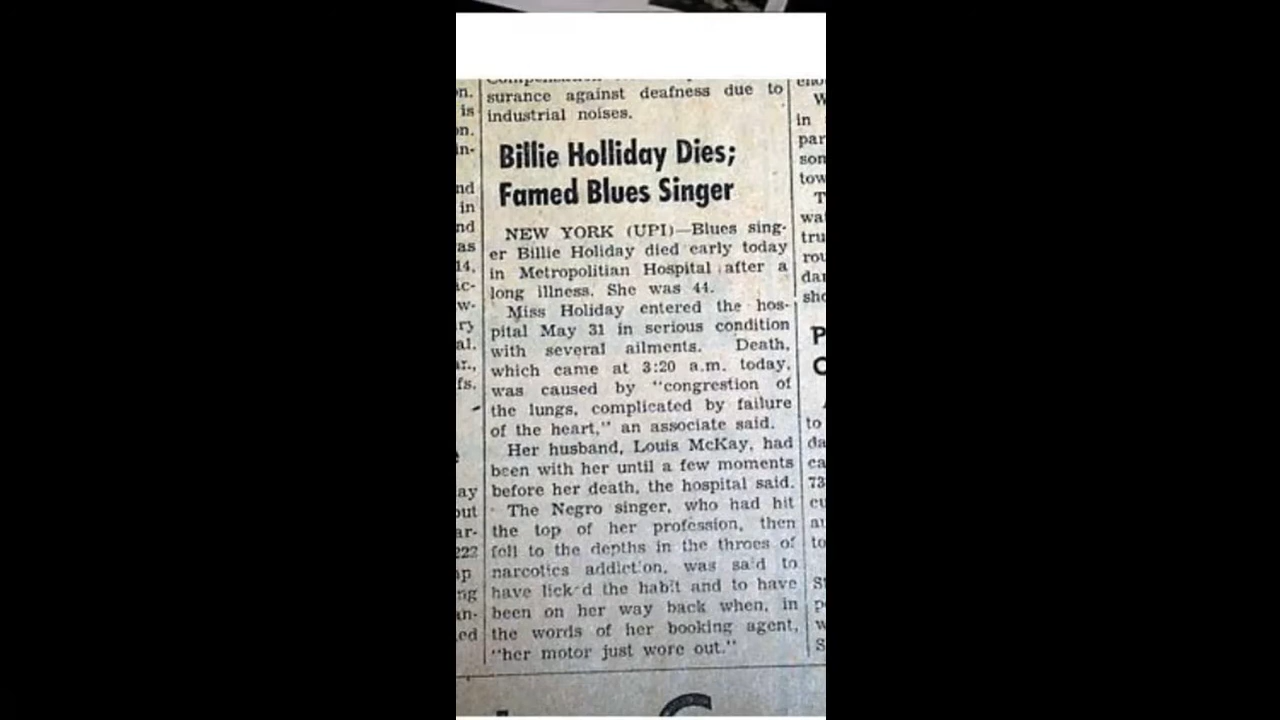 surance against deafness due to
industrial noises.
Billie Holliday Dies;
Famed Blues Singer
NEW YORK (UPI)—Blues sing-
er Billie Holiday died early today
in Metropolitian Hospital after a
long illness. She was 44.
Miss Holiday entered the hos-
pital May 31 in serious condition
with several ailments. Death,
which came at 3:20 a.m. today,
was caused by "congrestion of
the lungs, complicated by failure
of the heart," an associate said.
Her husband, Louis McKay, had
been with her until a few moments
before her death, the hospital said.
The Negro singer, who had hit
the top of her profession, then
fell to the depths in the throes of
narcotics addiction, was said to
have licked the habit and to have
been on her way back when, in
the words of her booking agent,
"her motor just wore out."